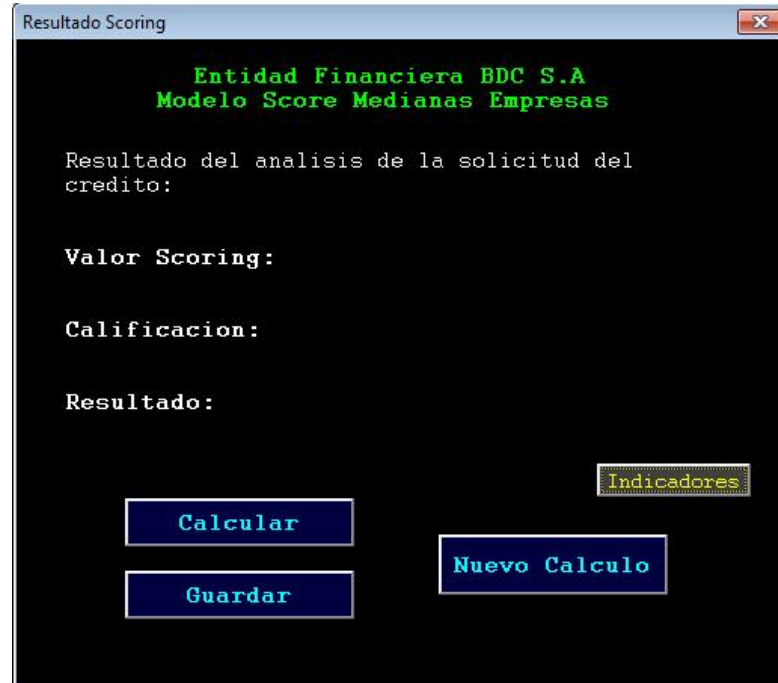 Resultado Scoring
Entidad Financiera BDC S.A
Modelo Score Medianas Empresas
Resultado del analisis de la solicitud del
credito:
Valor Scoring:
Calificacion:
Resultado:
Indicadores
Calcular
Nuevo Calculo
Guardar